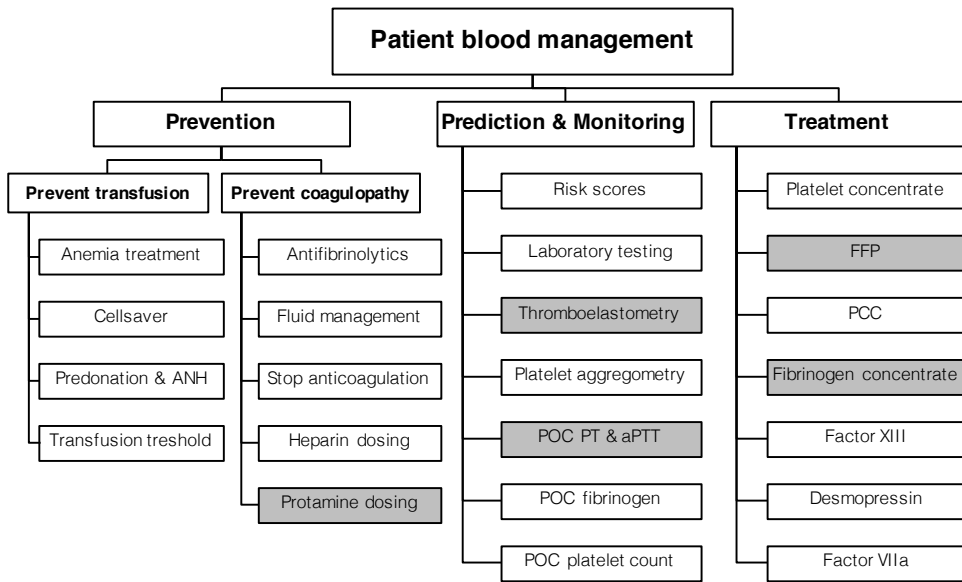 Patient blood management
Prevention
Prediction & Monitoring
Treatment
Prevent transfusion
Prevent coagulopathy
Anemia treatment
Cellsaver
Predonation & ANH
Transfusion treshold
Antifibrinolytics
Fluid management
Stop anticoagulation
Heparin dosing
Protamine dosing
Risk scores
Laboratory testing
Thromboelastometry
Platelet aggregometry
POC PT & aPTT
POC fibrinogen
POC platelet count
Platelet concentrate
FFP
PCC
Fibrinogen concentrate
Factor XIII
Desmopressin
Factor VIIa